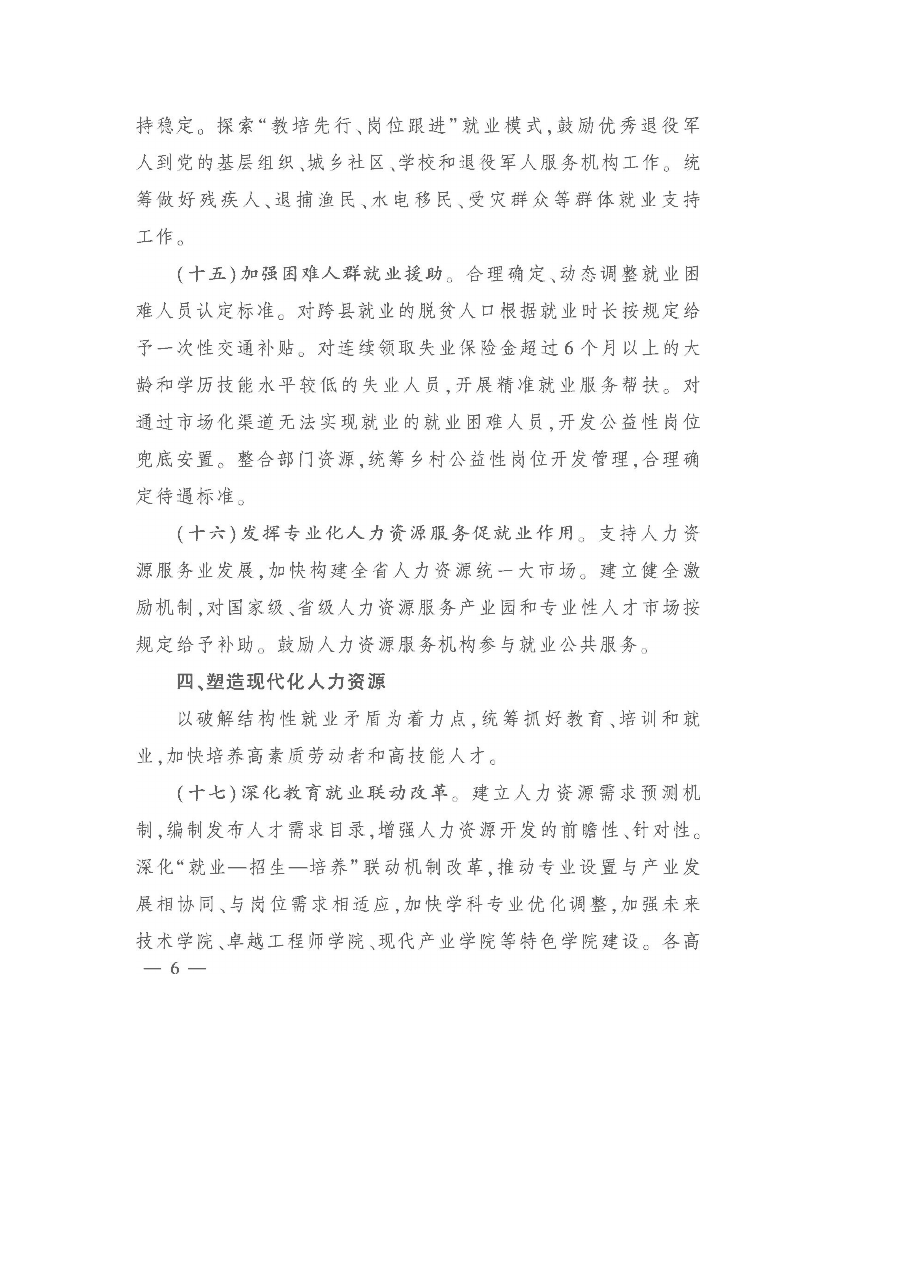 持稳定。探索“教培先行、岗位跟进”就业模式,鼓励优秀退役军
人到党的基层组织、城乡社区、学校和退役军人服务机构工作。统
筹做好残疾人、退捕渔民、水电移民、受灾群众等群体就业支持
工作。
(十五)加强困难人群就业援助。合理确定、动态调整就业困
难人员认定标准。对跨县就业的脱贫人口根据就业时长按规定给
予一次性交通补贴。对连续领取失业保险金超过6个月以上的大
龄和学历技能水平较低的失业人员,开展精准就业服务帮扶。对
通过市场化渠道无法实现就业的就业困难人员,开发公益性岗位
兜底安置。整合部门资源,统筹乡村公益性岗位开发管理,合理确
定待遇标准。
(十六)发挥专业化人力资源服务促就业作用。支持人力资
源服务业发展,加快构建全省人力资源统一大市场。建立健全激
励机制,对国家级、省级人力资源服务产业园和专业性人才市场按
规定给予补助。鼓励人力资源服务机构参与就业公共服务。
四、塑造现代化人力资源
以破解结构性就业矛盾为着力点,统筹抓好教育、培训和就
业,加快培养高素质劳动者和高技能人才。
(十七)深化教育就业联动改革。建立人力资源需求预测机
制,编制发布人才需求目录,增强人力资源开发的前瞻性、针对性。
深化“就业—招生—培养”联动机制改革,推动专业设置与产业发
展相协同、与岗位需求相适应,加快学科专业优化调整,加强未来
技术学院、卓越工程师学院、现代产业学院等特色学院建设。各高
— 6 —